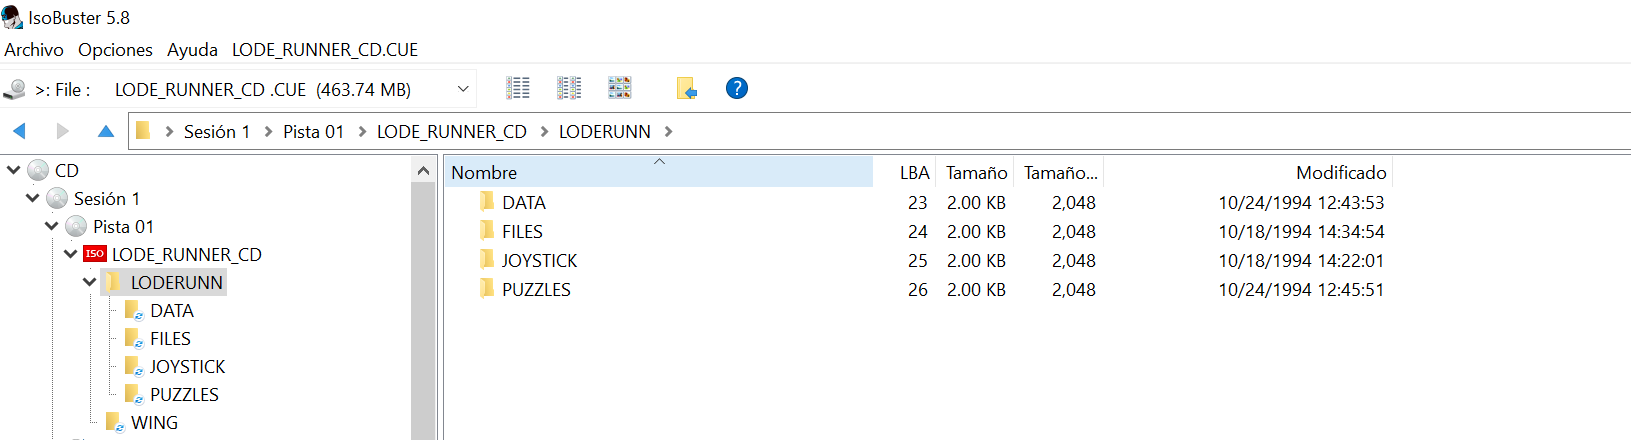 IsoBuster 5.8
Archivo Opciones Ayuda LODE_RUNNER_CD.CUE
>: File : LODE_RUNNER_CD .CUE (463.74 MB)
Sesión 1 > Pista 01 > LODE_RUNNER_CD > LODERUNN >
CD
Sesión 1
Pista 01
ISO LODE_RUNNER_CD
LODERUNN
DATA
FILES
JOYSTICK
PUZZLES
WING
Nombre LBA Tamaño Tamaño... Modificado
DATA 23 2.00 KB 2,048 10/24/1994 12:43:53
FILES 24 2.00 KB 2,048 10/18/1994 14:34:54
JOYSTICK 25 2.00 KB 2,048 10/18/1994 14:22:01
PUZZLES 26 2.00 KB 2,048 10/24/1994 12:45:51